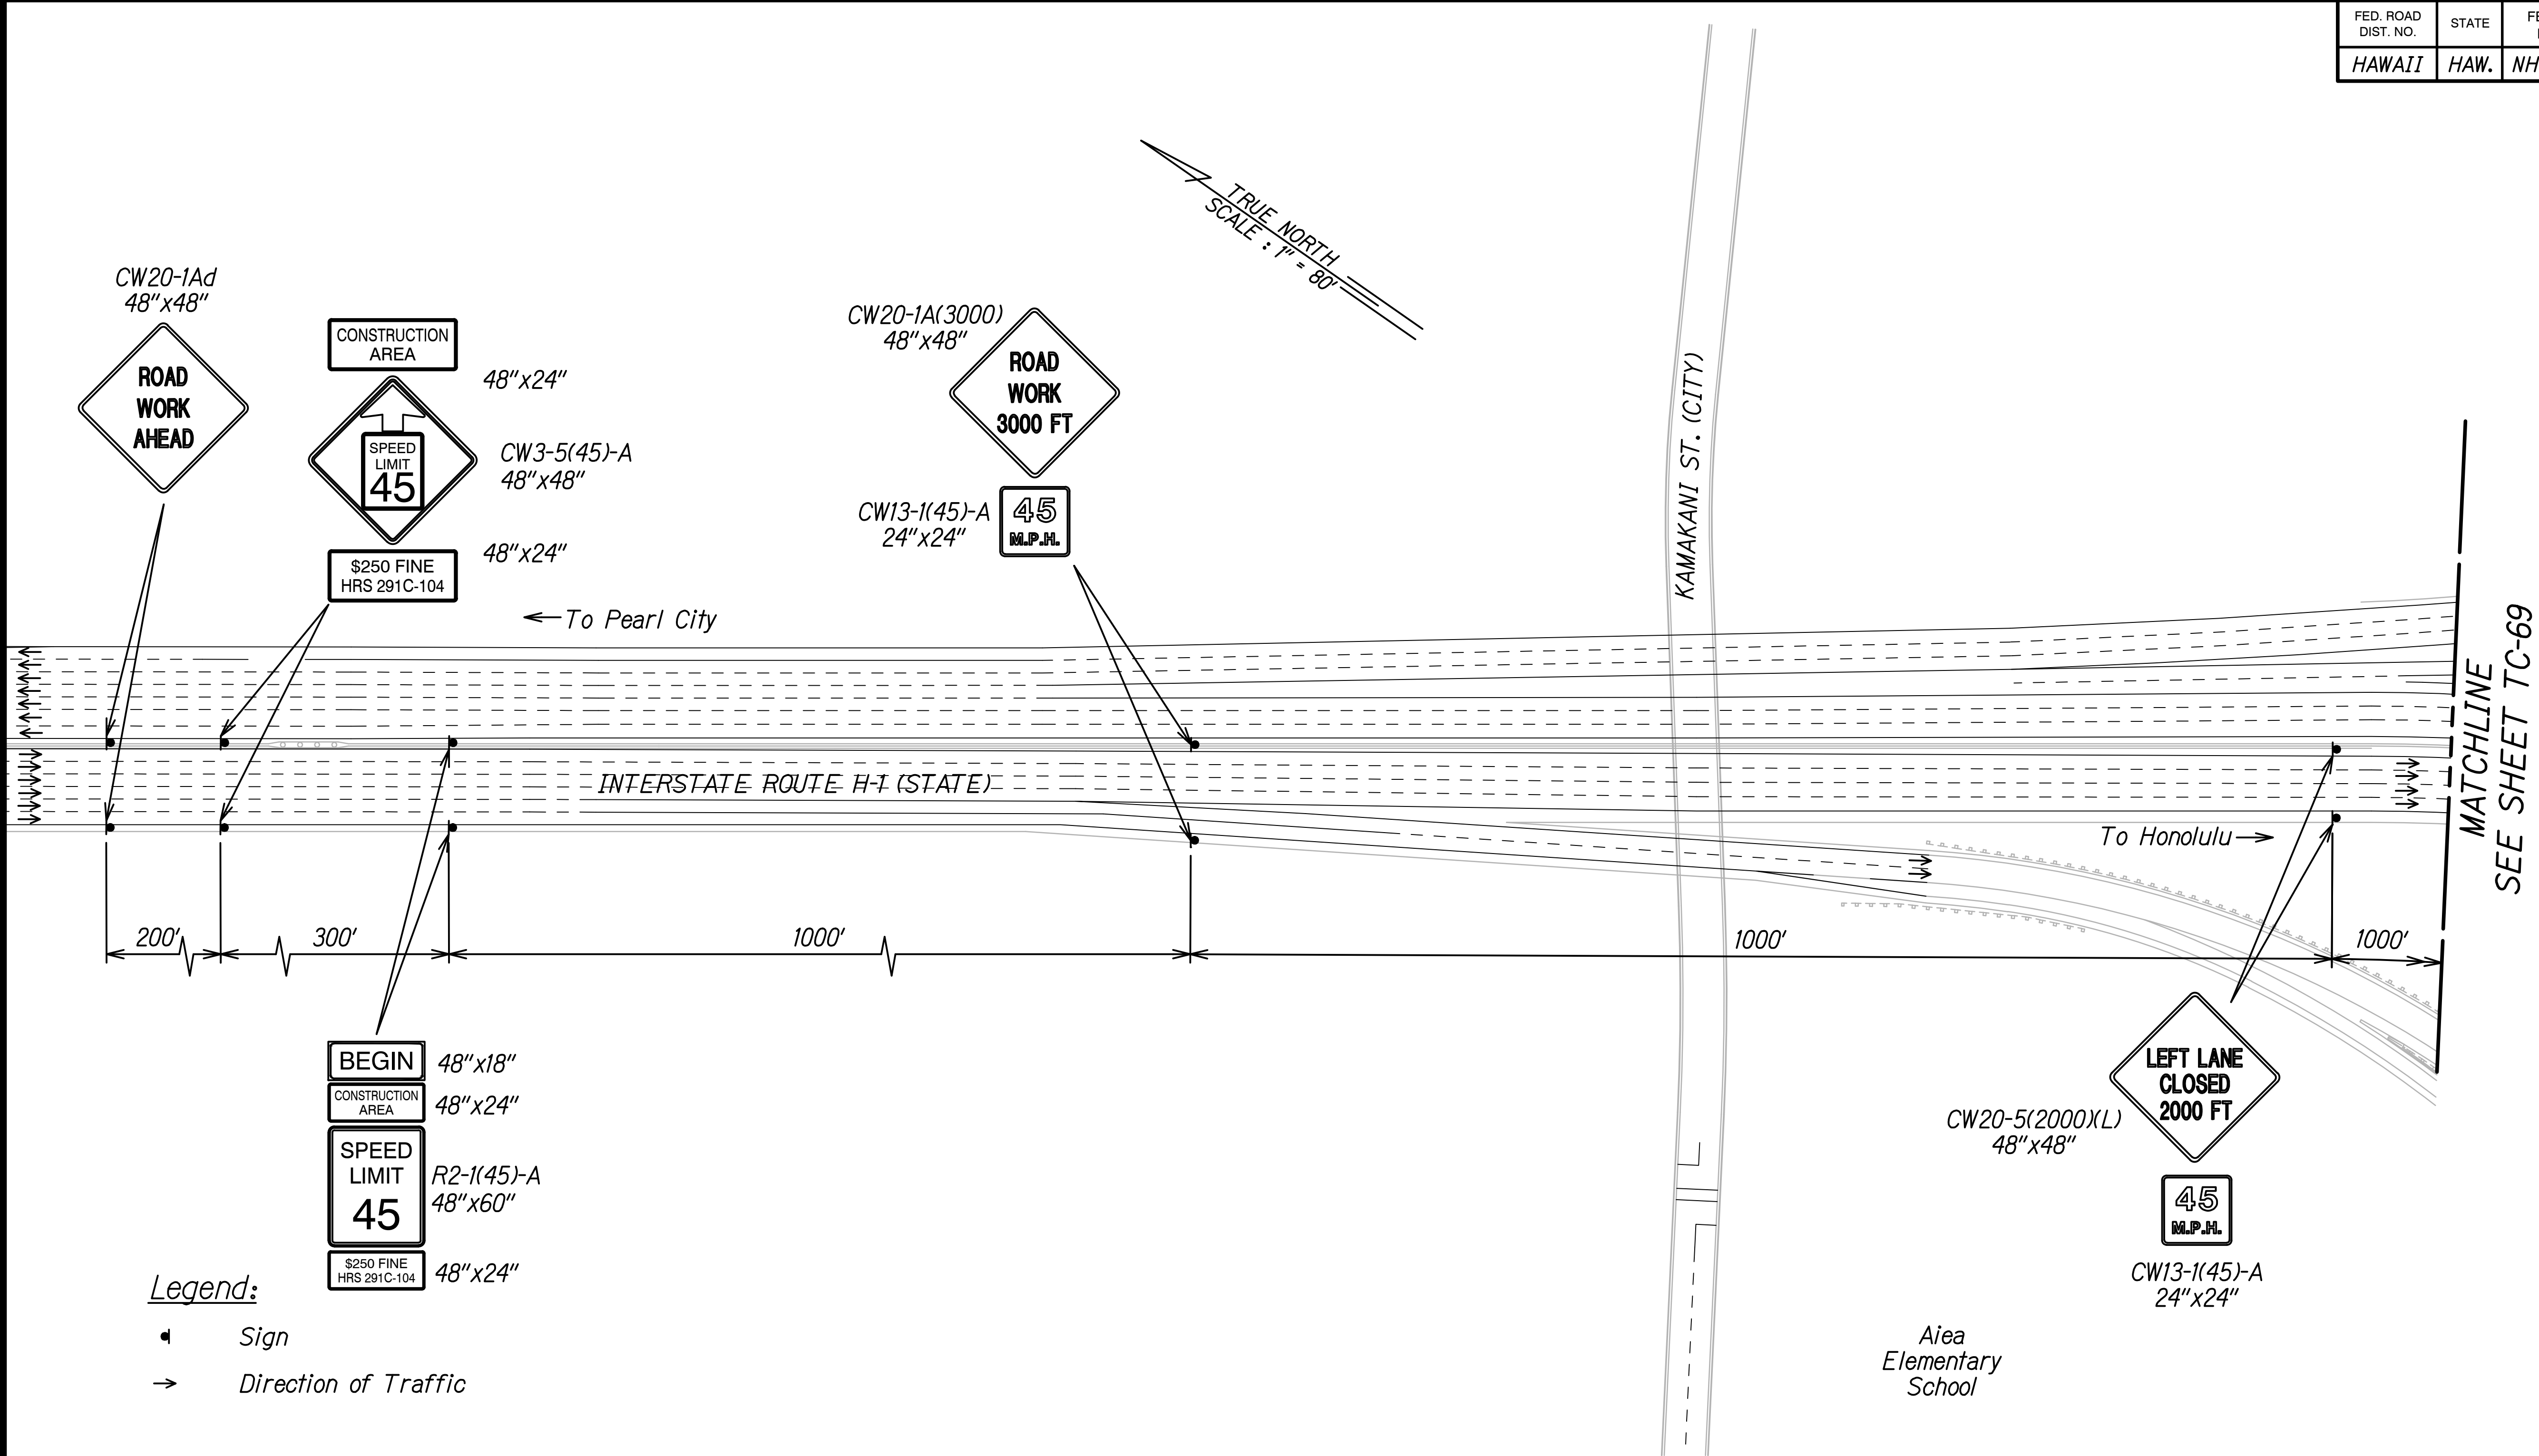 FED. ROAD
DIST. NO.
STATE
HAWAII
HAW.
TRUE NORTH
SCALE : 1" = 80'
CW20-1Ad
48"x48"
ROAD
WORK
AHEAD
CONSTRUCTION
AREA
48"x24"
SPEED
LIMIT
45
CW3-5(45)-A
48"x48"
$250 FINE
HRS 291C-104
48"x24"
CW20-1A(3000)
48"x48"
ROAD
WORK
3000 FT
CW13-1(45)-A
24"x24"
45
M.P.H.
KAMAKANI ST. (CITY)
To Pearl City
INTERSTATE ROUTE H-1 (STATE)
To Honolulu
MATCHLINE
SEE SHEET TC-69
200'
300'
1000'
1000'
1000'
BEGIN
48"x18"
CONSTRUCTION
AREA
48"x24"
SPEED
LIMIT
45
R2-1(45)-A
48"x60"
$250 FINE
HRS 291C-104
48"x24"
LEFT LANE
CLOSED
2000 FT
CW20-5(2000)(L)
48"x48"
45
M.P.H.
CW13-1(45)-A
24"x24"
Legend:
Sign
Direction of Traffic
Aiea
Elementary
School